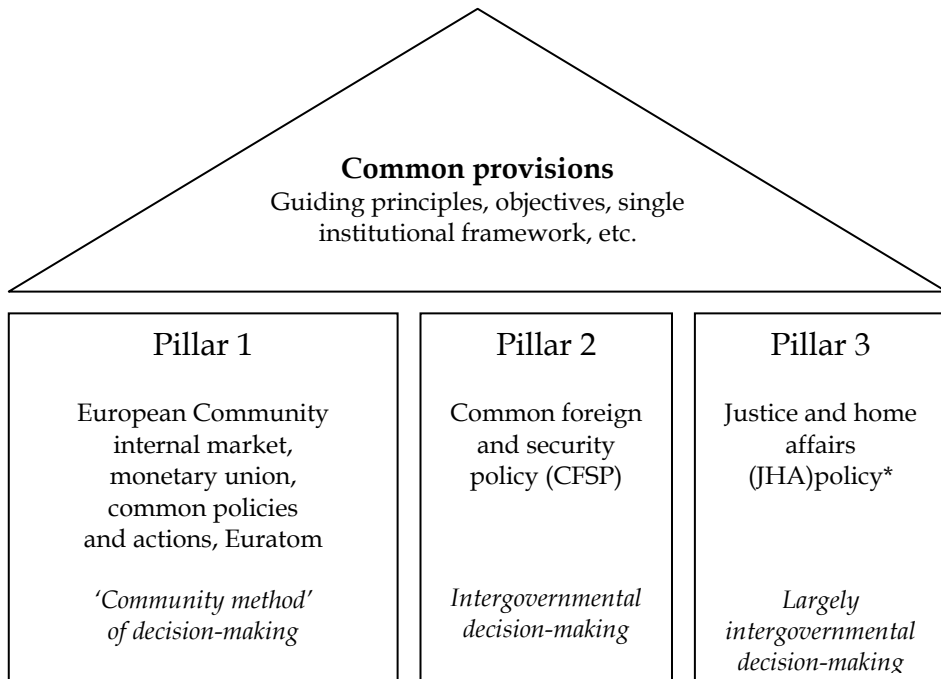 Common provisions
Guiding principles, objectives, single
institutional framework, etc.
Pillar 1
European Community
internal market,
monetary union,
common policies
and actions, Euratom
‘Community method’
of decision-making
Pillar 2
Common foreign
and security
policy (CFSP)
Intergovernmental
decision-making
Pillar 3
Justice and home
affairs
(JHA)policy*
Largely
intergovernmental
decision-making